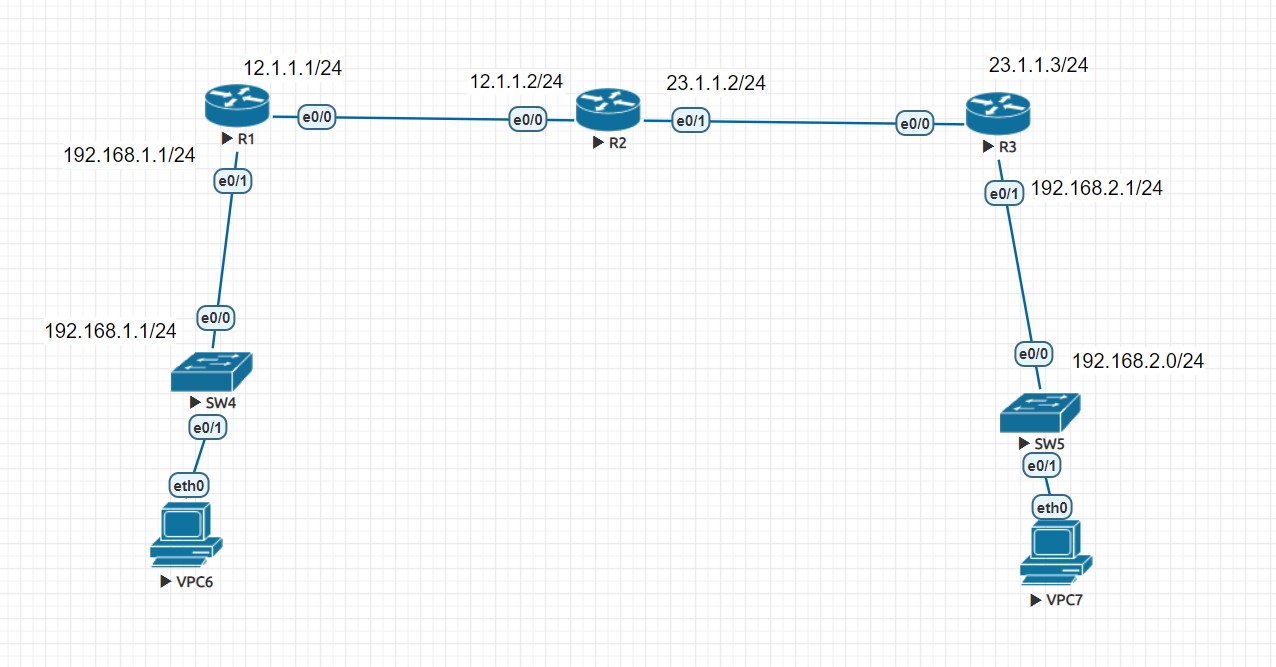 12.1.1.1/24
12.1.1.2/24
23.1.1.2/24
23.1.1.3/24
e0/0
e0/0
e0/1
e0/0
R1
R2
R3
192.168.1.1/24
e0/1
e0/1
192.168.2.1/24
e0/0
192.168.1.1/24
e0/0
192.168.2.0/24
SW4
e0/1
SW5
e0/1
eth0
eth0
VPC6
VPC7